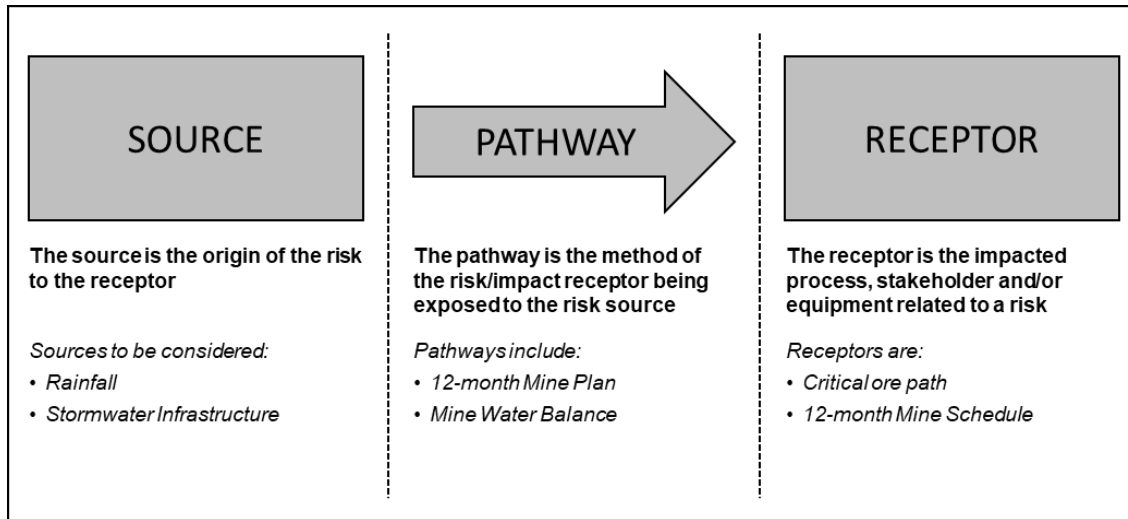 SOURCE
The source is the origin of the risk
to the receptor
Sources to be considered:
• Rainfall
• Stormwater Infrastructure
PATHWAY
The pathway is the method of
the risk/impact receptor being
exposed to the risk source
Pathways include:
• 12-month Mine Plan
• Mine Water Balance
RECEPTOR
The receptor is the impacted
process, stakeholder and/or
equipment related to a risk
Receptors are:
• Critical ore path
• 12-month Mine Schedule